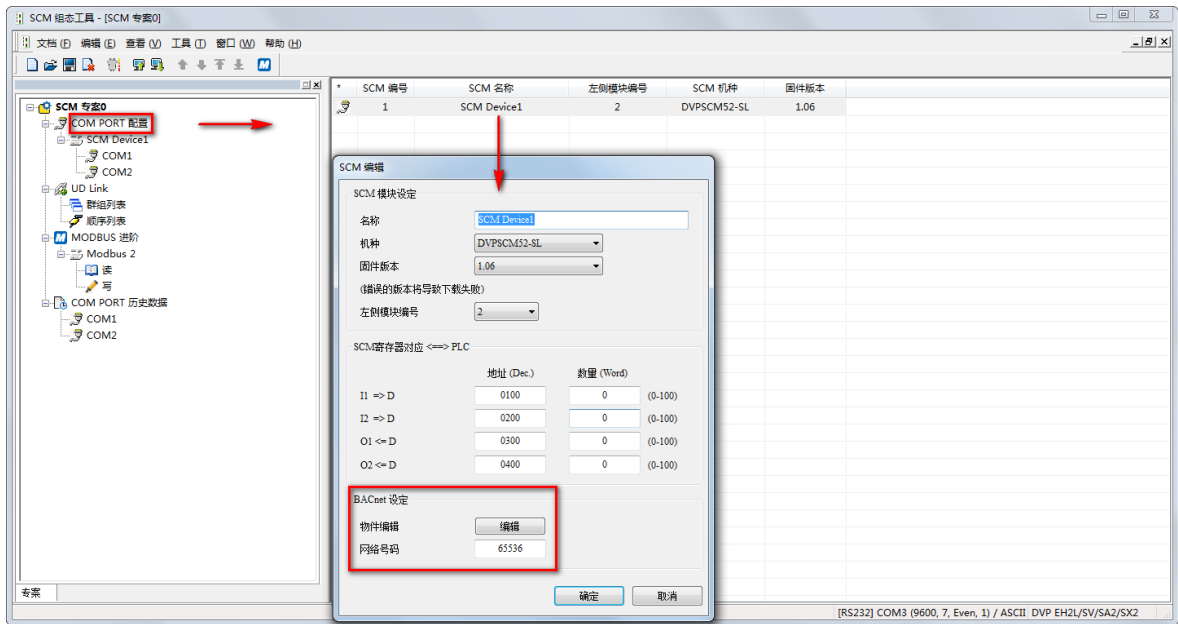 SCM 组态工具 - [SCM 专案0]
文档 (F) 编辑 (E) 查看 (V) 工具 (T) 窗口 (W) 帮助 (H)
SCM 专案0
COM PORT 配置
SCM Device1
COM1
COM2
UD Link
群组列表
顺序列表
MODBUS 进阶
Modbus 2
读
写
COM PORT 历史数据
COM1
COM2
专案
* SCM 编号 SCM 名称 左侧模块编号 SCM 机种 固件版本
1 SCM Device1 2 DVPSCM52-SL 1.06
SCM 编辑
SCM 模块设定
名称 SCM Device1
机种 DVPSCM52-SL
固件版本 1.06
(错误的版本将导致下载失败)
左侧模块编号 2
SCM寄存器对应 <==> PLC
地址 (Dec.) 数量 (Word)
I1 => D 0100 0 (0-100)
I2 => D 0200 0 (0-100)
O1 <= D 0300 0 (0-100)
O2 <= D 0400 0 (0-100)
BACnet 设定
物件编辑 编辑
网络号码 65536
确定 取消
[RS232] COM3 (9600, 7, Even, 1) / ASCII DVP EH2L/SV/SA2/SX2